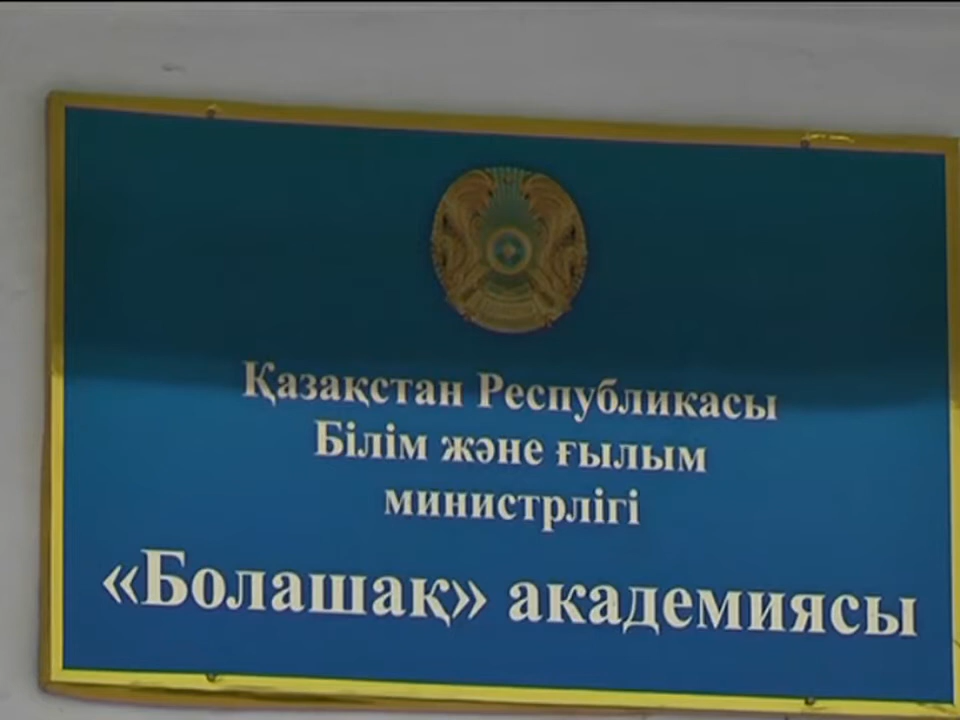 Қазақстан Республикасы
Білім және ғылым
министрлігі
«Болашақ» академиясы